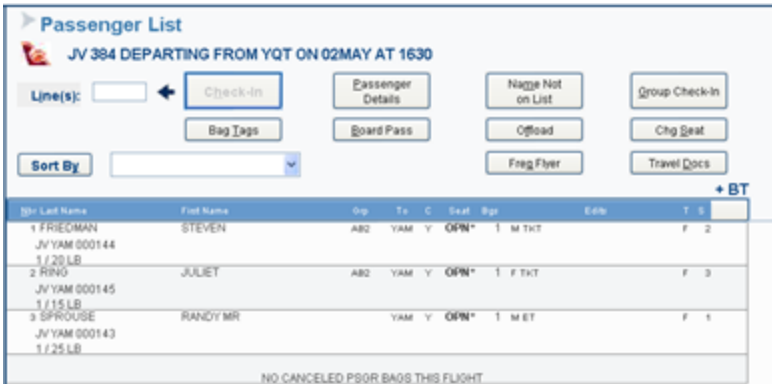 Passenger List
JV 384 DEPARTING FROM YQT ON 02MAY AT 1630
Line(s): Check-In Passenger Details Name Not on List Group Check-In
Bag Tags Board Pass Offload Chg Seat
Sort By Freq Flyer Travel Docs
+ BT
Nbr Last Name First Name Grp To C Seat Bgs Edits T S
1 FRIEDMAN STEVEN AB2 YAM Y OPN* 1 M TKT F 2
JV YAM 000144
1 / 20 LB
2 RING JULIET AB2 YAM Y OPN* 1 F TKT F 3
JV YAM 000145
1 / 15 LB
3 SPROUSE RANDY MR YAM Y OPN* 1 M ET F 1
JV YAM 000143
1 / 25 LB
NO CANCELED PSGR BAGS THIS FLIGHT